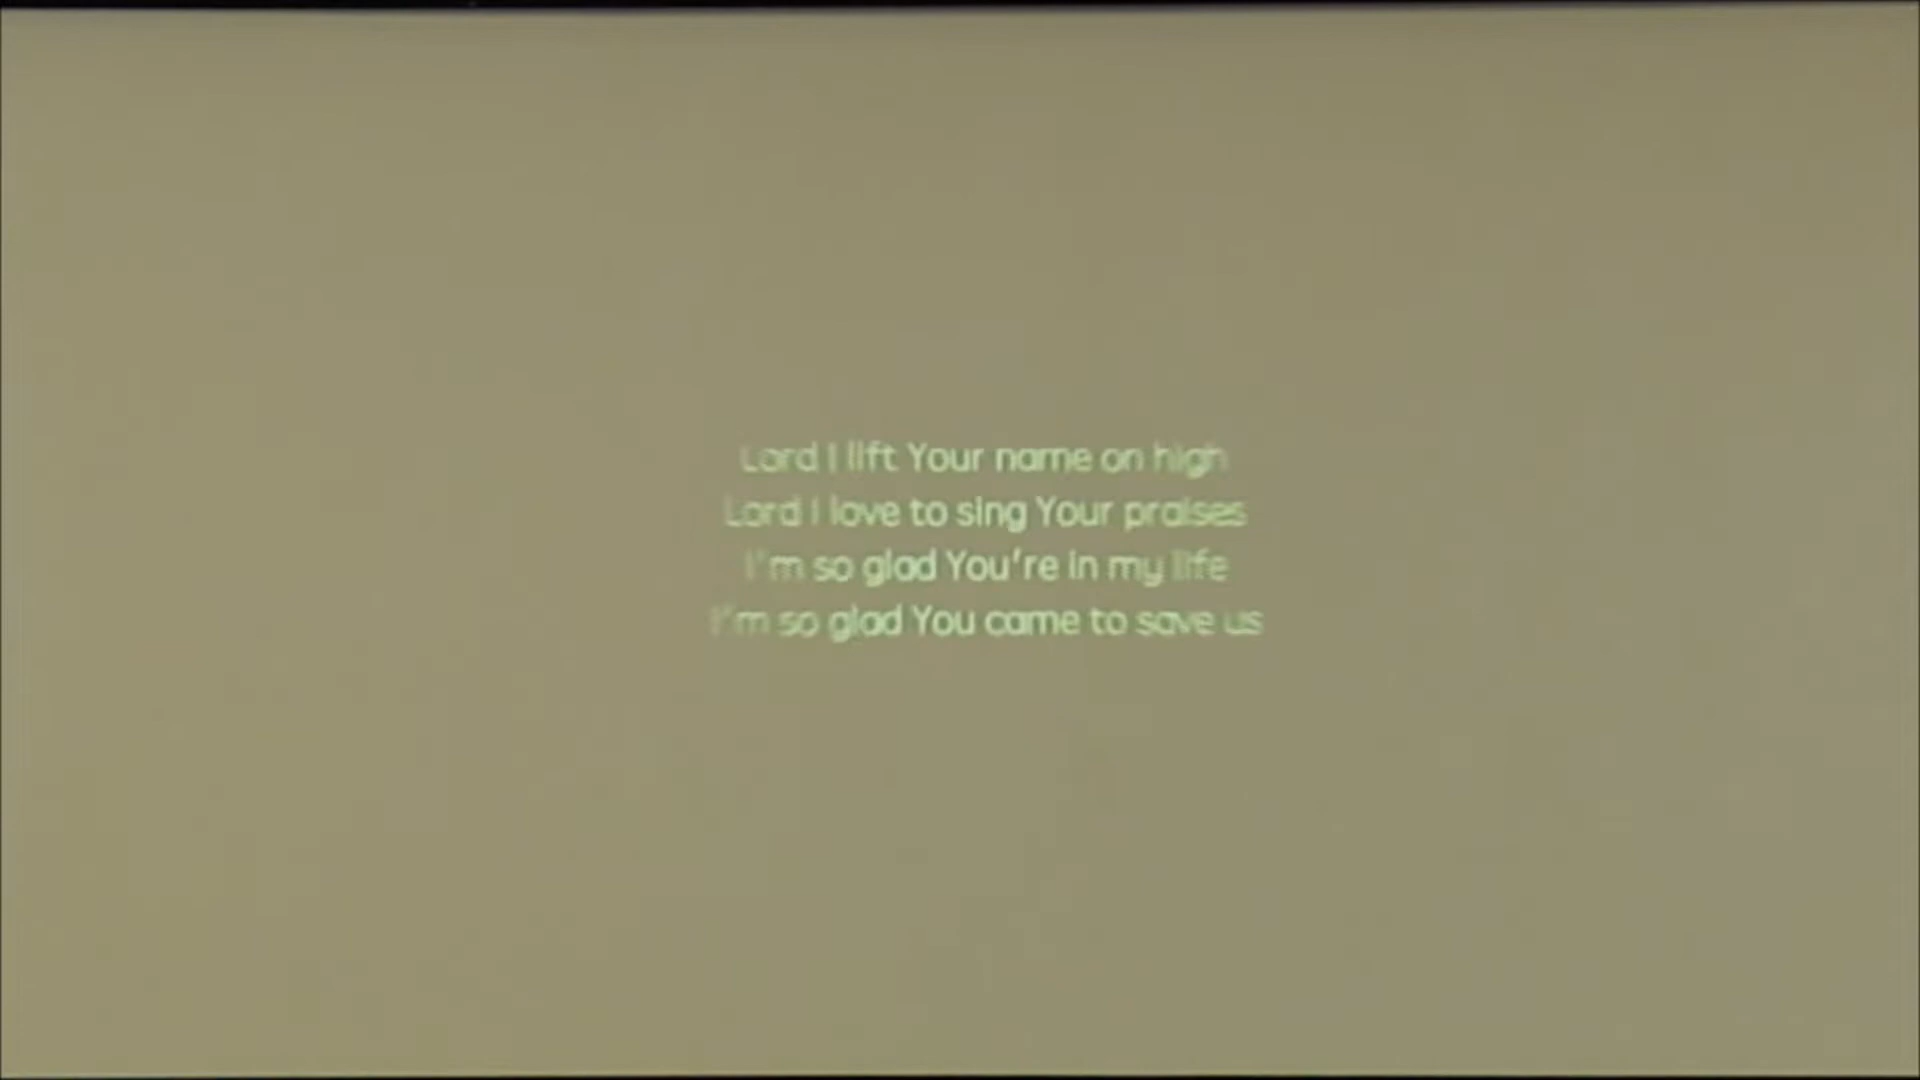 Lord I lift Your name on high
Lord I love to sing Your praises
I'm so glad You're in my life
I'm so glad You came to save us